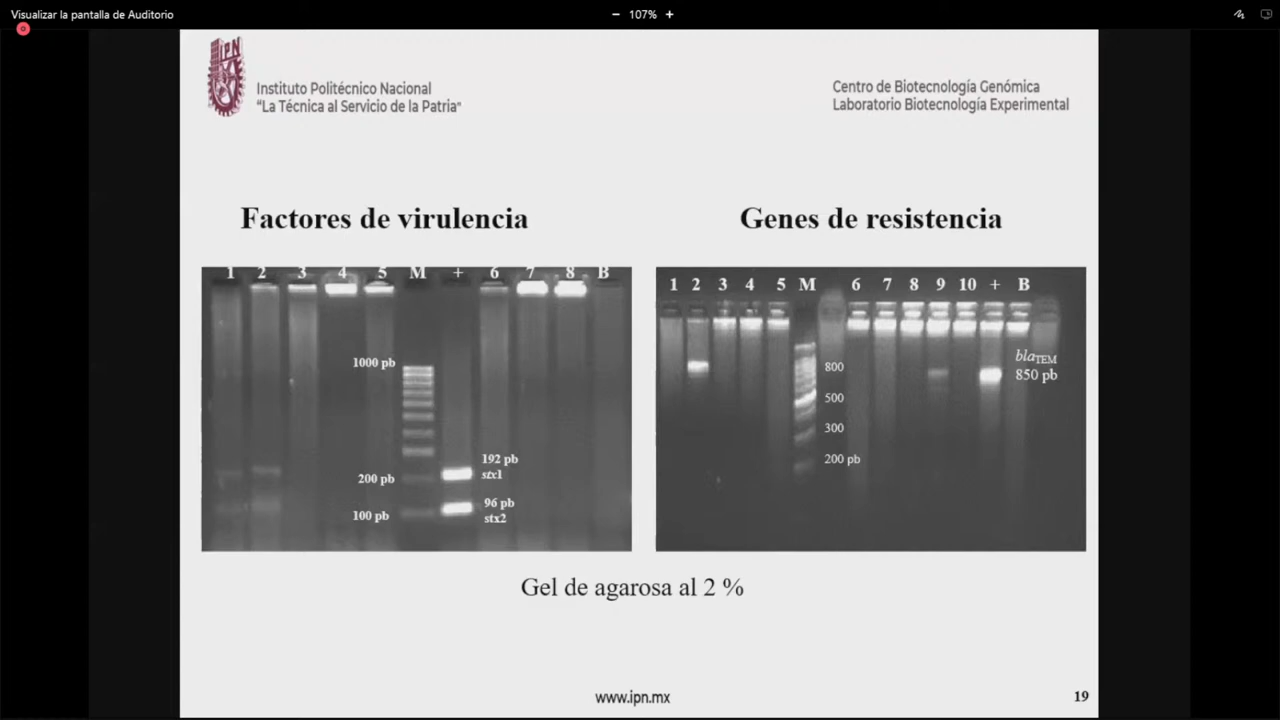 Visualizar la pantalla de Auditorio
− 107% +
IPN
Instituto Politécnico Nacional
“La Técnica al Servicio de la Patria”
Centro de Biotecnología Genómica
Laboratorio Biotecnología Experimental
Factores de virulencia
Genes de resistencia
1 2 3 4 5 M + 6 7 8 B
1000 pb
192 pb
stx1
200 pb
96 pb
stx2
100 pb
1 2 3 4 5 M 6 7 8 9 10 + B
blaTEM
850 pb
800
500
300
200 pb
Gel de agarosa al 2 %
www.ipn.mx
19